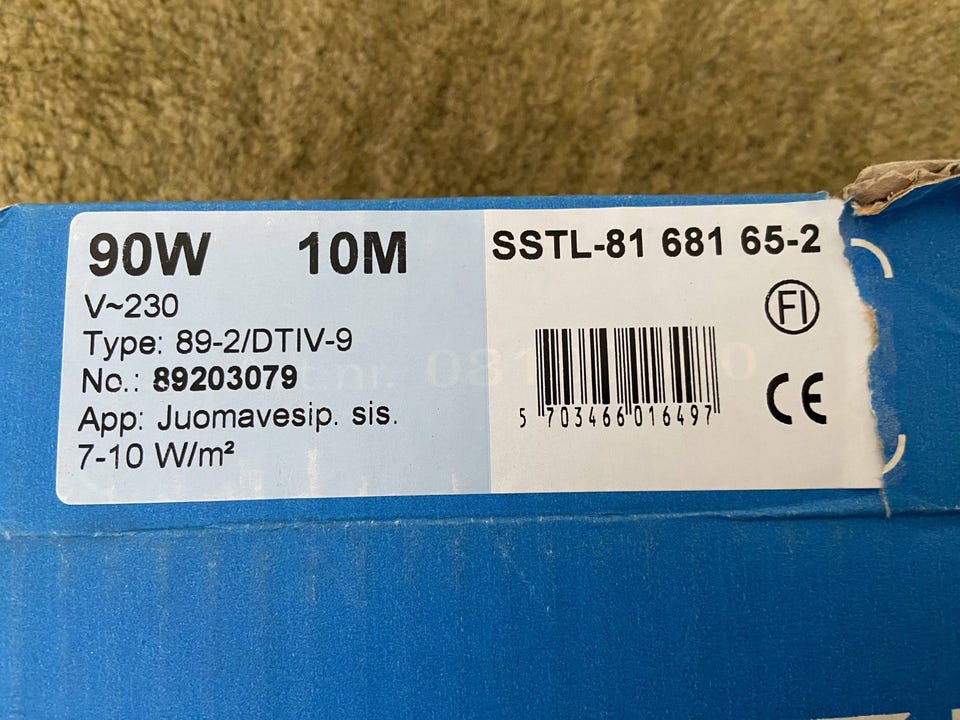 90W 10M
V~230
Type: 89-2/DTIV-9
No.: 89203079
App: Juomavesip. sis.
7-10 W/m²
SSTL-81 681 65-2
FI
5 703466 016497
CE